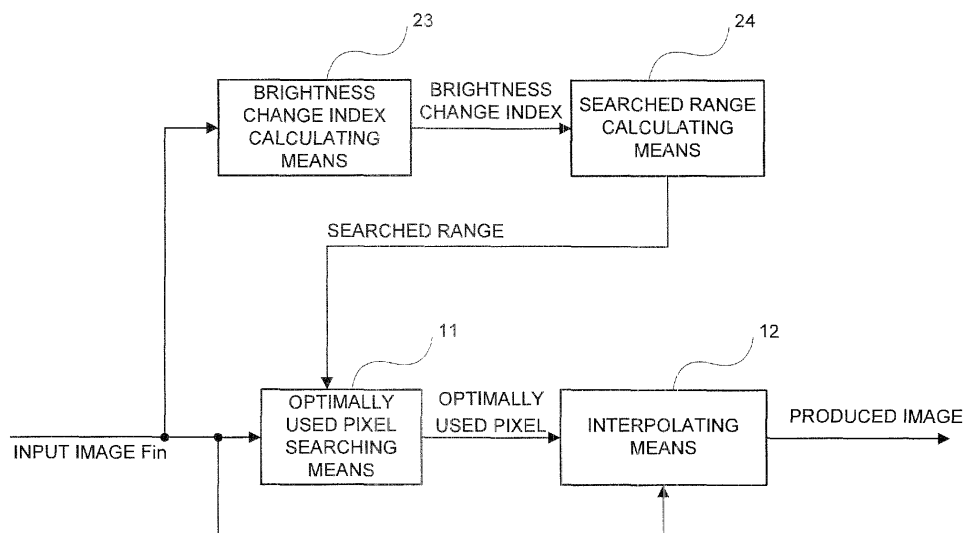 23
24
BRIGHTNESS
CHANGE INDEX
CALCULATING
MEANS
BRIGHTNESS
CHANGE INDEX
SEARCHED RANGE
CALCULATING
MEANS
SEARCHED RANGE
11
12
OPTIMALLY
USED PIXEL
SEARCHING
MEANS
OPTIMALLY
USED PIXEL
INTERPOLATING
MEANS
PRODUCED IMAGE
INPUT IMAGE Fin